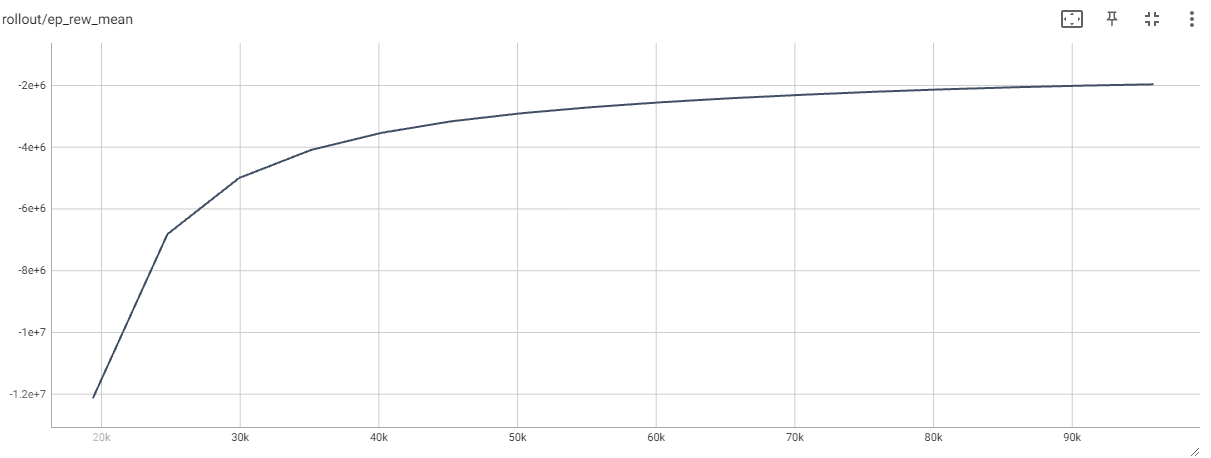 rollout/ep_rew_mean
-2e+6
-4e+6
-6e+6
-8e+6
-1e+7
-1.2e+7
20k 30k 40k 50k 60k 70k 80k 90k